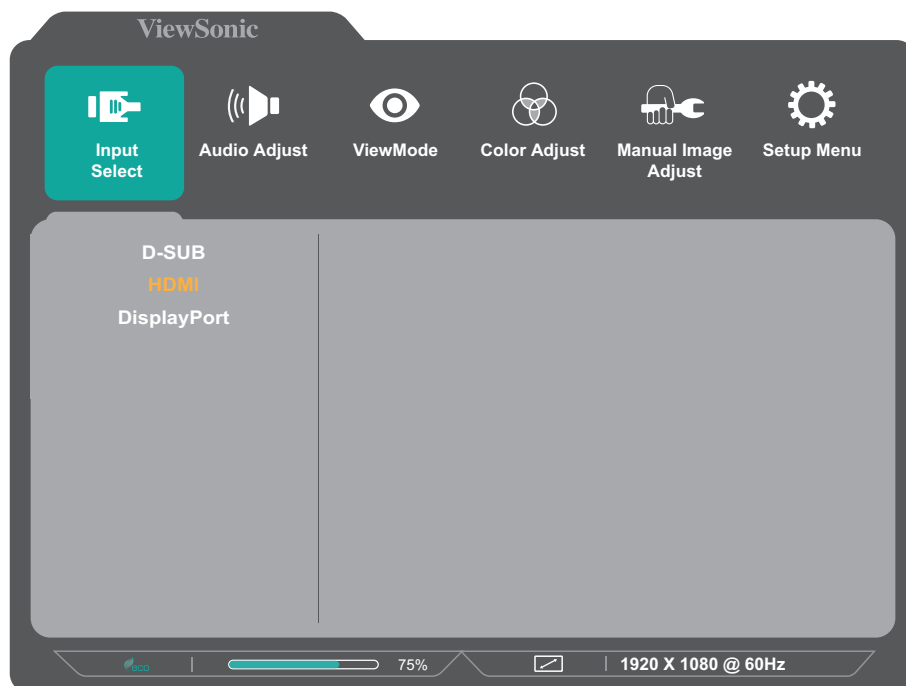 ViewSonic
Input
Select
Audio Adjust
ViewMode
Color Adjust
Manual Image
Adjust
Setup Menu
D-SUB
HDMI
DisplayPort
eco
75%
1920 X 1080 @ 60Hz